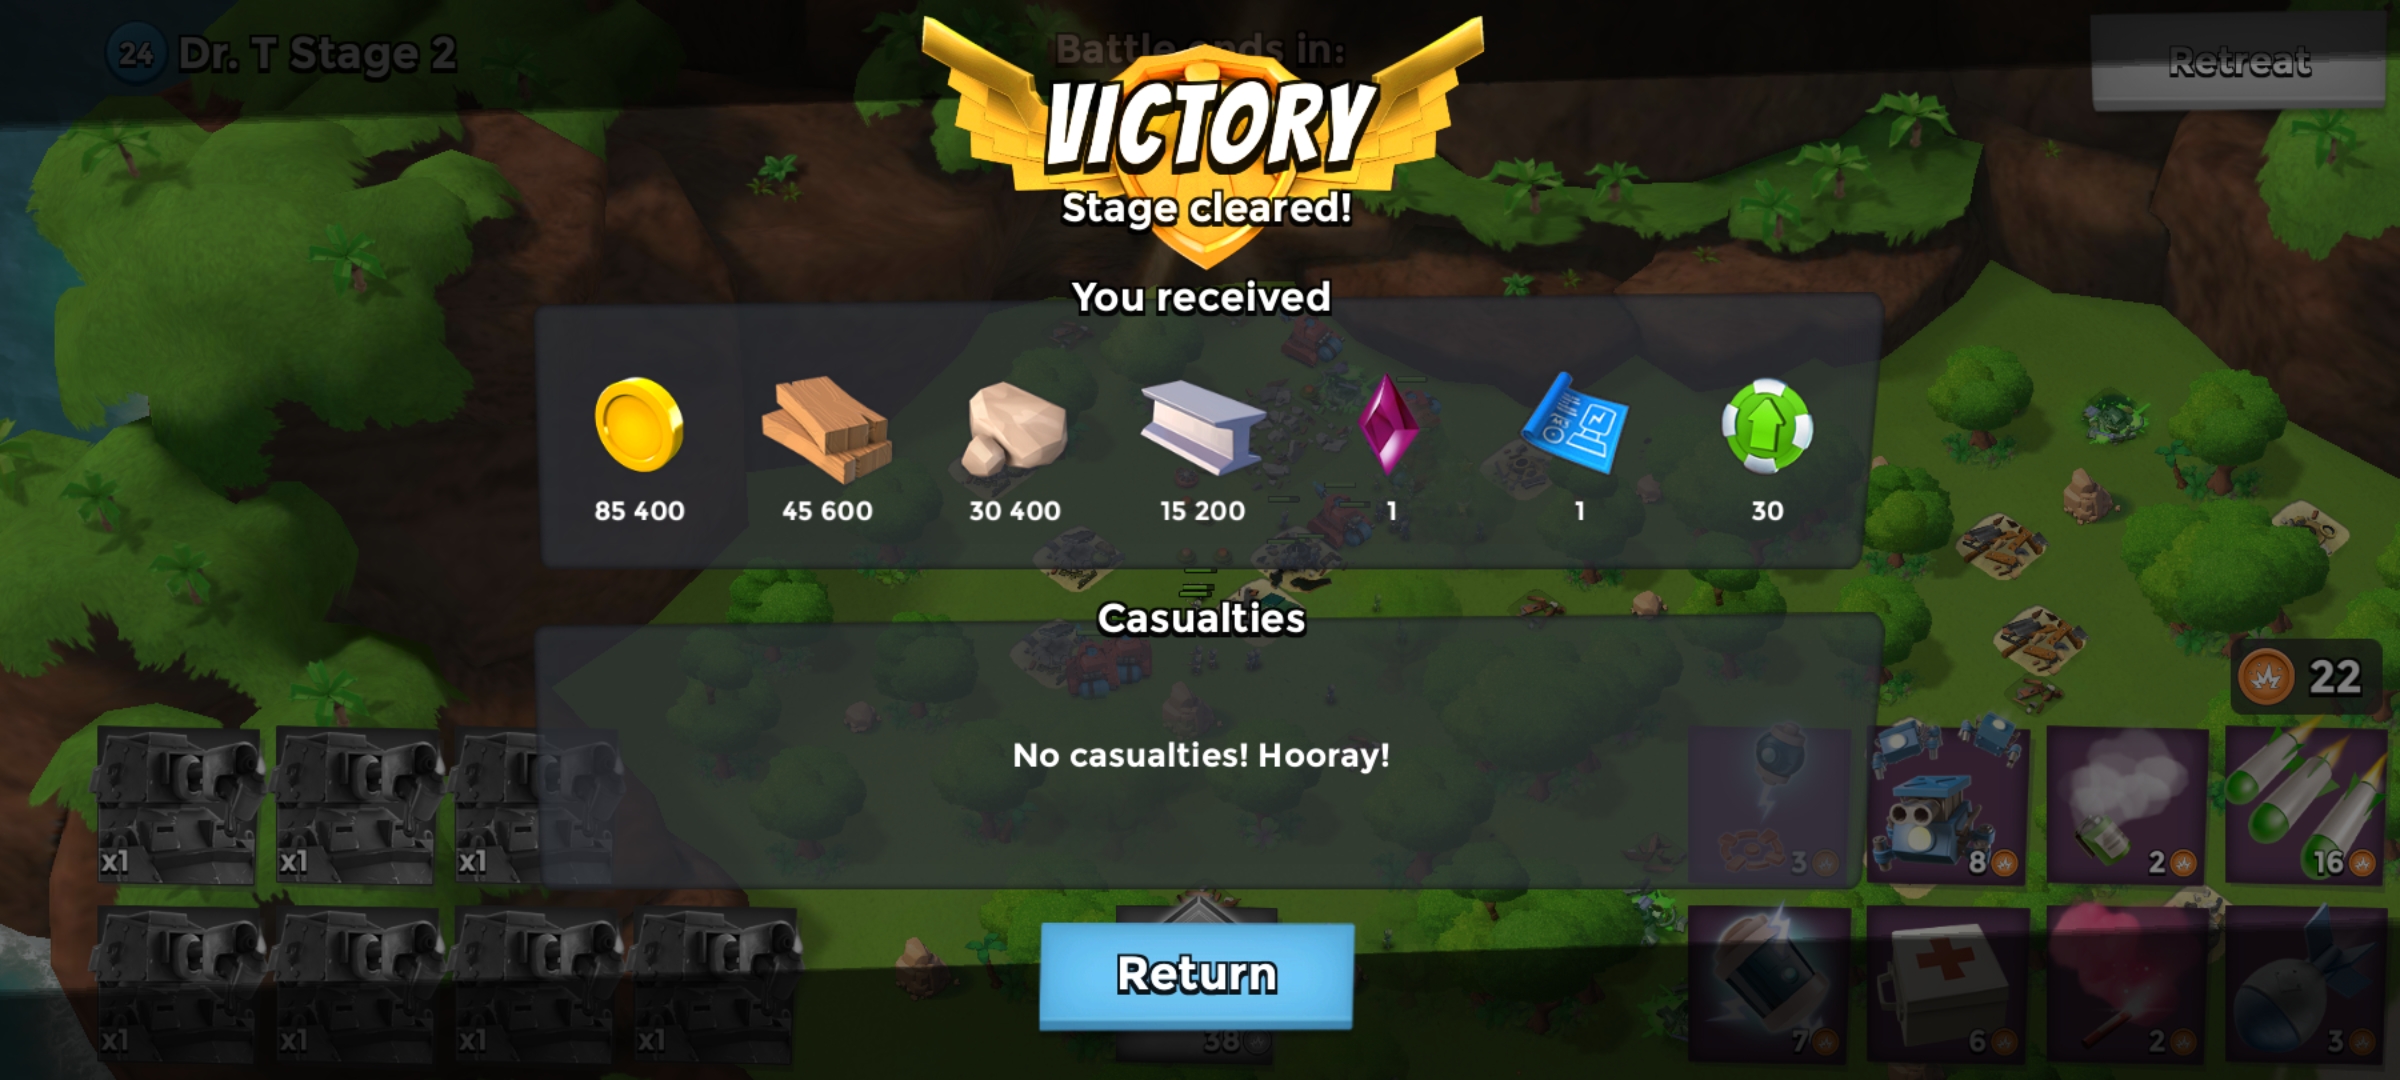 24 Dr. T Stage 2
Battle ends in:
Retreat
VICTORY
Stage cleared!
You received
85 400
45 600
30 400
15 200
1
1
30
Casualties
22
No casualties! Hooray!
x1
x1
x1
3
8
2
16
Return
x1
x1
x1
x1
38
7
6
2
3